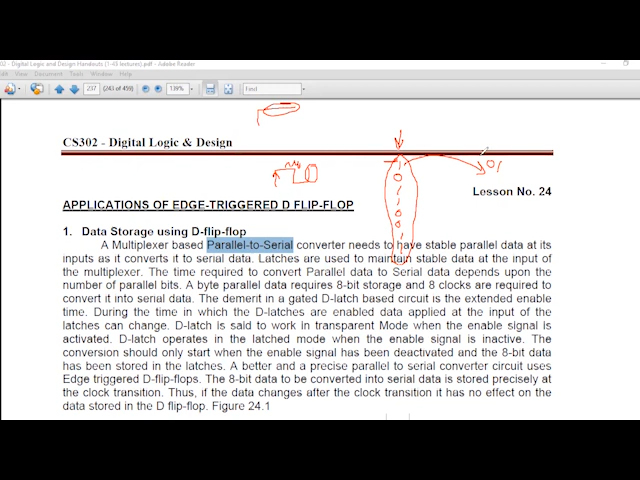 02 - Digital Logic and Design Handouts (1-45 lectures).pdf - Adobe Reader
Edit View Document Tools Window Help
237 (243 of 459) 139% Find
CS302 - Digital Logic & Design
Lesson No. 24
APPLICATIONS OF EDGE-TRIGGERED D FLIP-FLOP
1. Data Storage using D-flip-flop
A Multiplexer based Parallel-to-Serial converter needs to have stable parallel data at its
inputs as it converts it to serial data. Latches are used to maintain stable data at the input of
the multiplexer. The time required to convert Parallel data to Serial data depends upon the
number of parallel bits. A byte parallel data requires 8-bit storage and 8 clocks are required to
convert it into serial data. The demerit in a gated D-latch based circuit is the extended enable
time. During the time in which the D-latches are enabled data applied at the input of the
latches can change. D-latch is said to work in transparent Mode when the enable signal is
activated. D-latch operates in the latched mode when the enable signal is inactive. The
conversion should only start when the enable signal has been deactivated and the 8-bit data
has been stored in the latches. A better and a precise parallel to serial converter circuit uses
Edge triggered D-flip-flops. The 8-bit data to be converted into serial data is stored precisely at
the clock transition. Thus, if the data changes after the clock transition it has no effect on the
data stored in the D flip-flop. Figure 24.1